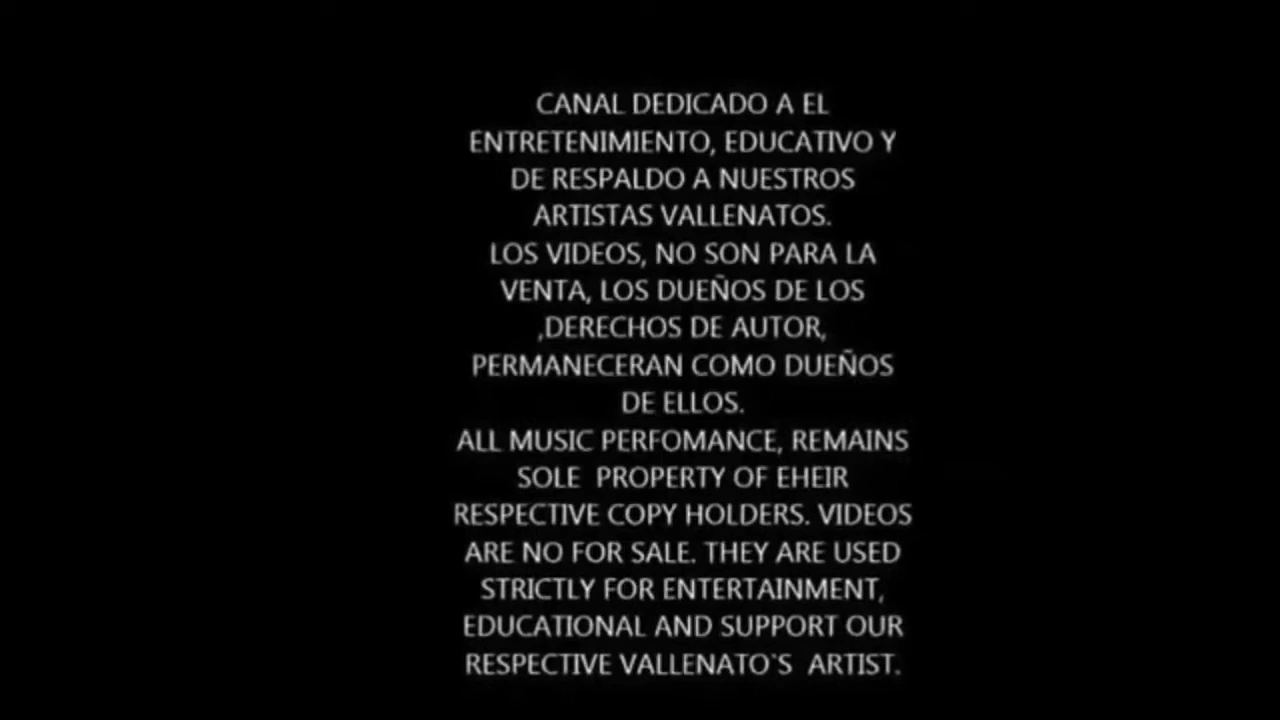 CANAL DEDICADO A EL
ENTRETENIMIENTO, EDUCATIVO Y
DE RESPALDO A NUESTROS
ARTISTAS VALLENATOS.
LOS VIDEOS, NO SON PARA LA
VENTA, LOS DUEÑOS DE LOS
,DERECHOS DE AUTOR,
PERMANECERAN COMO DUEÑOS
DE ELLOS.
ALL MUSIC PERFOMANCE, REMAINS
SOLE  PROPERTY OF EHEIR
RESPECTIVE COPY HOLDERS. VIDEOS
ARE NO FOR SALE. THEY ARE USED
STRICTLY FOR ENTERTAINMENT,
EDUCATIONAL AND SUPPORT OUR
RESPECTIVE VALLENATO`S  ARTIST.